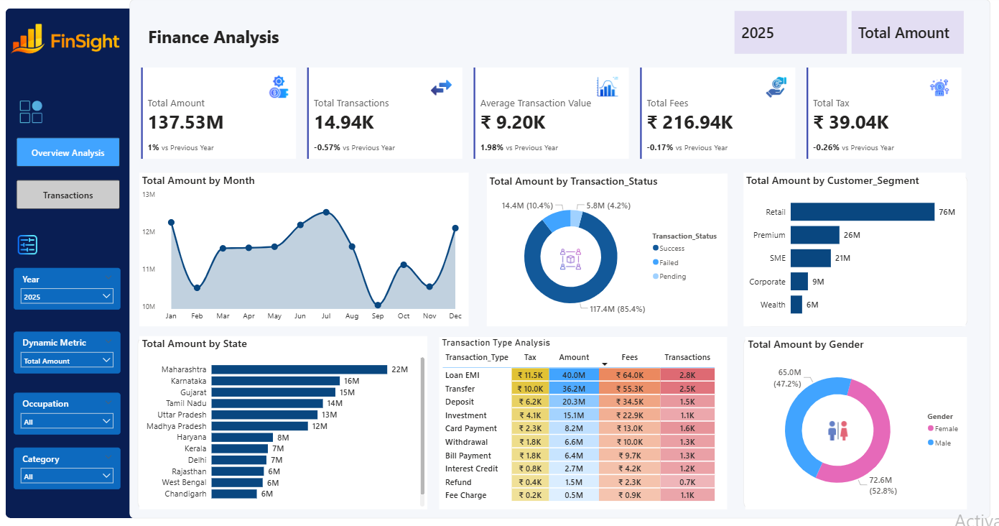 FinSight
Finance Analysis
2025
Total Amount
Overview Analysis
Transactions
Year
2025
Dynamic Metric
Total Amount
Occupation
All
Category
All
Total Amount
137.53M
1% vs Previous Year
Total Transactions
14.94K
-0.57% vs Previous Year
Average Transaction Value
₹ 9.20K
1.98% vs Previous Year
Total Fees
₹ 216.94K
-0.17% vs Previous Year
Total Tax
₹ 39.04K
-0.26% vs Previous Year
Total Amount by Month
13M
12M
11M
10M
Jan Feb Mar Apr May Jun Jul Aug Sep Oct Nov Dec
Total Amount by Transaction_Status
14.4M (10.4%)
5.8M (4.2%)
117.4M (85.4%)
Transaction_Status
Success
Failed
Pending
Total Amount by Customer_Segment
Retail 76M
Premium 26M
SME 21M
Corporate 9M
Wealth 6M
Total Amount by State
Maharashtra 22M
Karnataka 16M
Gujarat 15M
Tamil Nadu 14M
Uttar Pradesh 13M
Madhya Pradesh 12M
Haryana 8M
Kerala 7M
Delhi 7M
Rajasthan 6M
West Bengal 6M
Chandigarh 6M
Transaction Type Analysis
Transaction_Type Tax Amount Fees Transactions
Loan EMI ₹ 11.5K 40.0M ₹ 64.0K 2.8K
Transfer ₹ 10.0K 36.2M ₹ 55.3K 2.5K
Deposit ₹ 6.2K 20.3M ₹ 34.5K 1.5K
Investment ₹ 4.1K 15.1M ₹ 22.9K 1.1K
Card Payment ₹ 2.3K 8.2M ₹ 13.0K 1.6K
Withdrawal ₹ 1.8K 6.6M ₹ 10.0K 1.3K
Bill Payment ₹ 1.8K 6.4M ₹ 9.7K 1.3K
Interest Credit ₹ 0.8K 2.7M ₹ 4.2K 1.2K
Refund ₹ 0.4K 1.5M ₹ 2.3K 0.7K
Fee Charge ₹ 0.2K 0.5M ₹ 0.9K 1.1K
Total Amount by Gender
65.0M
(47.2%)
72.6M
(52.8%)
Gender
Female
Male
Activa